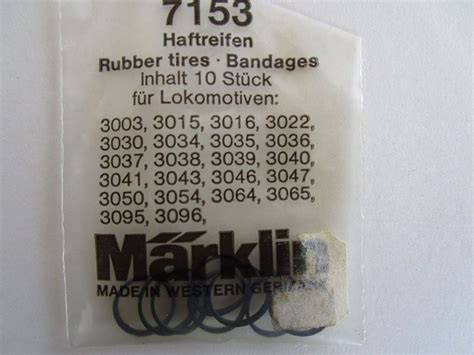 7153
Haftreifen
Rubber tires · Bandages
Inhalt 10 Stück
für Lokomotiven:
3003, 3015, 3016, 3022,
3030, 3034, 3035, 3036,
3037, 3038, 3039, 3040,
3041, 3043, 3046, 3047,
3050, 3054, 3064, 3065,
3095, 3096,
Märklin
MADE IN WESTERN GERMANY